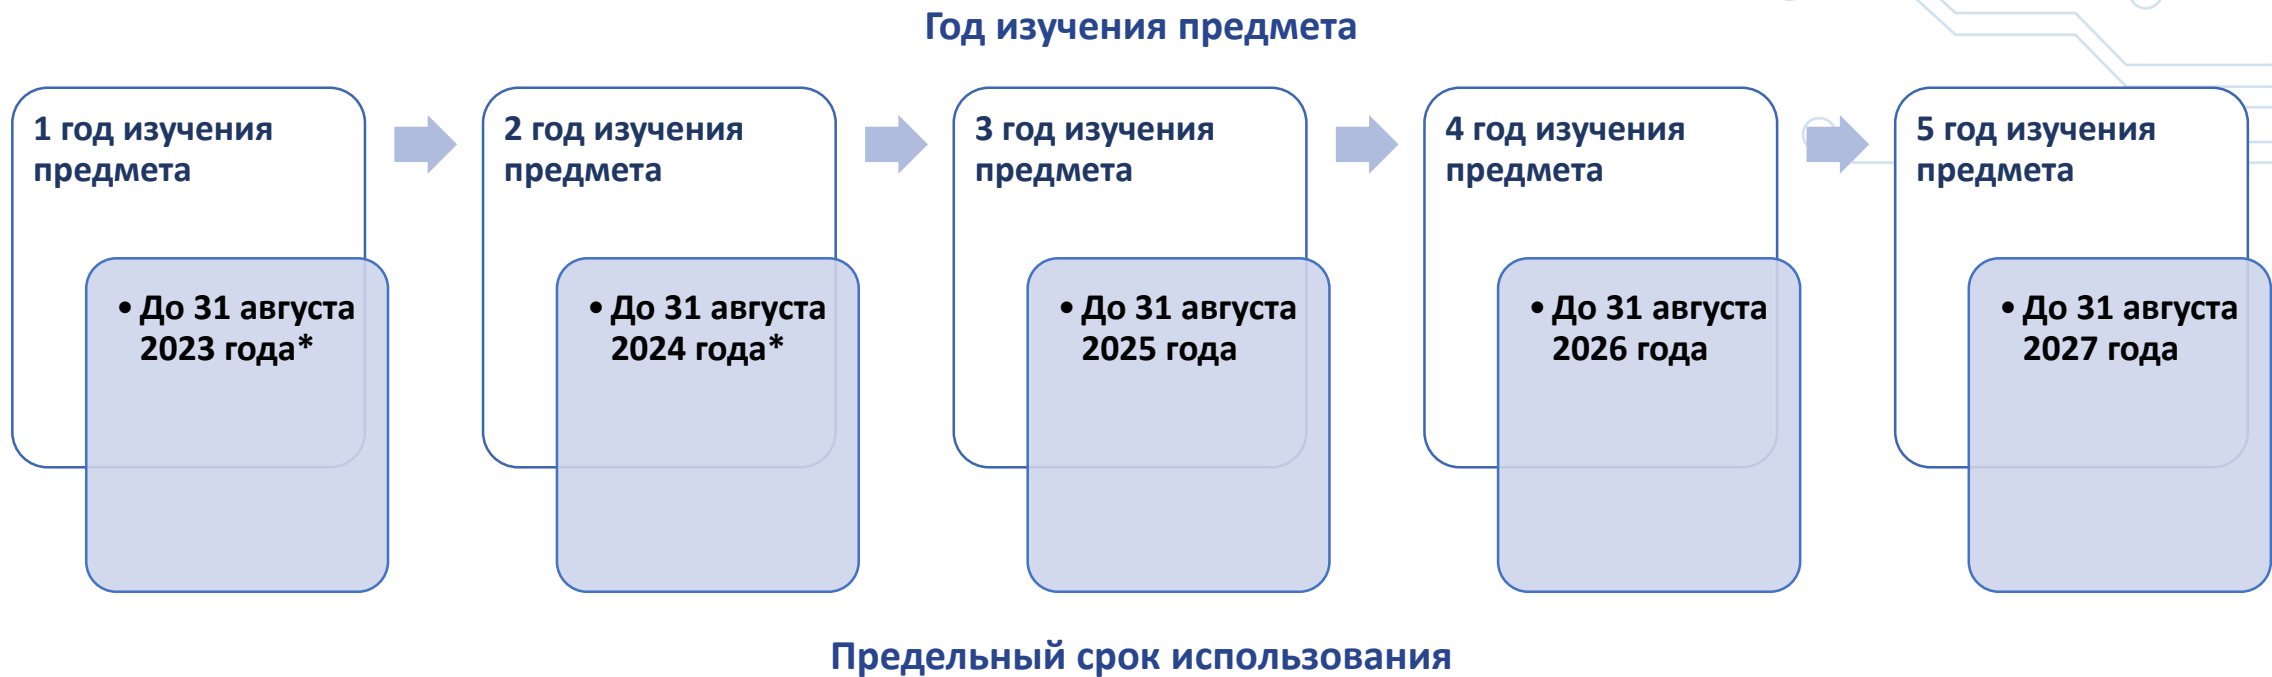 Год изучения предмета
1 год изучения
предмета
• До 31 августа
2023 года*
2 год изучения
предмета
• До 31 августа
2024 года*
3 год изучения
предмета
• До 31 августа
2025 года
4 год изучения
предмета
• До 31 августа
2026 года
5 год изучения
предмета
• До 31 августа
2027 года
Предельный срок использования